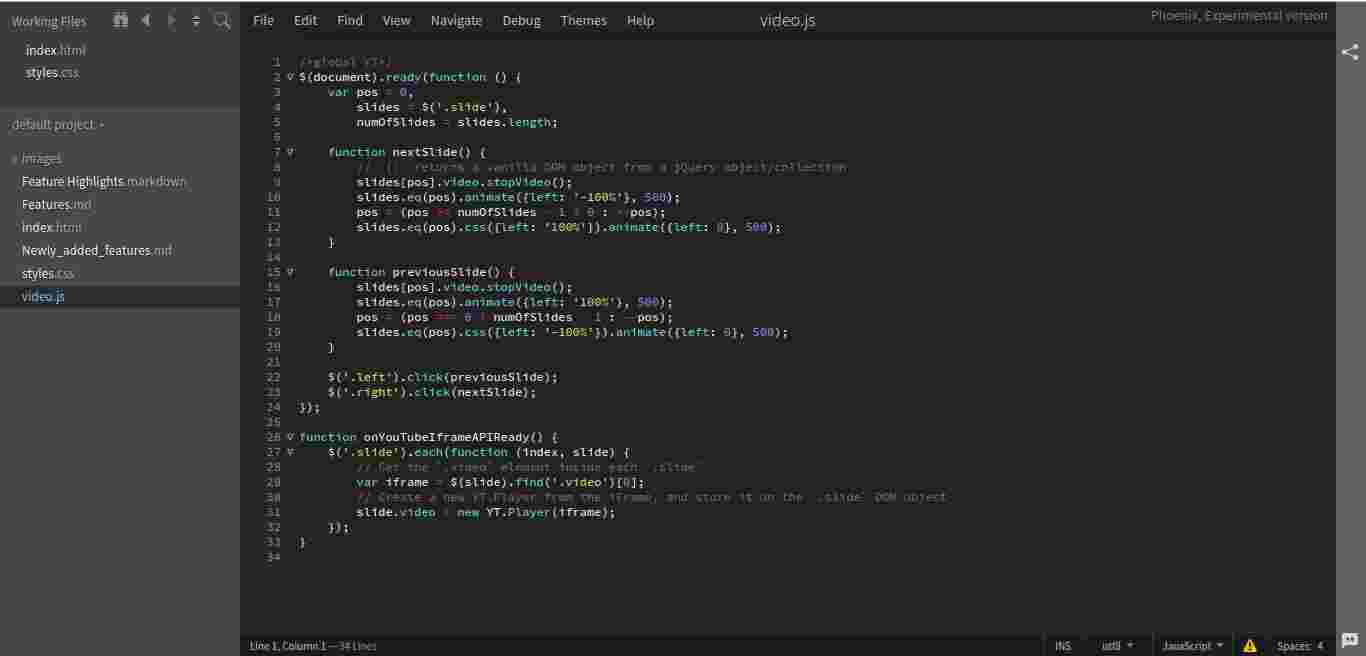 Working Files
File Edit Find View Navigate Debug Themes Help
video.js
Phoenix, Experimental version
index.html
styles.css
default project
images
Feature Highlights.markdown
Features.md
index.html
Newly_added_features.md
styles.css
video.js
1 /*global YT*/
2 $(document).ready(function () {
3 var pos = 0,
4 slides = $('.slide'),
5 numOfSlides = slides.length;
6
7 function nextSlide() {
8 // returns a vanilla DOM object from a jQuery object/collection
9 slides[pos].video.stopVideo();
10 slides.eq(pos).animate({left: '-100%'}, 500);
11 pos = (pos numOfSlides - 1 ? 0 : ++pos);
12 slides.eq(pos).css({left: '100%'}).animate({left: 0}, 500);
13 }
14
15 function previousSlide() {
16 slides[pos].video.stopVideo();
17 slides.eq(pos).animate({left: '100%'}, 500);
18 pos = (pos === 0 ? numOfSlides - 1 : --pos);
19 slides.eq(pos).css({left: '-100%'}).animate({left: 0}, 500);
20 }
21
22 $('.left').click(previousSlide);
23 $('.right').click(nextSlide);
24 });
25
26 function onYouTubeIframeAPIReady() {
27 $('.slide').each(function (index, slide) {
28 // Get the `.video` element inside each `.slide`
29 var iframe = $(slide).find('.video')[0];
30 // Create a new YT.Player from the iFrame, and store it on the `.slide` DOM object
31 slide.video = new YT.Player(iframe);
32 });
33 }
34
Line 1, Column 1 — 34 Lines
INS
utf8
JavaScript
Spaces: 4